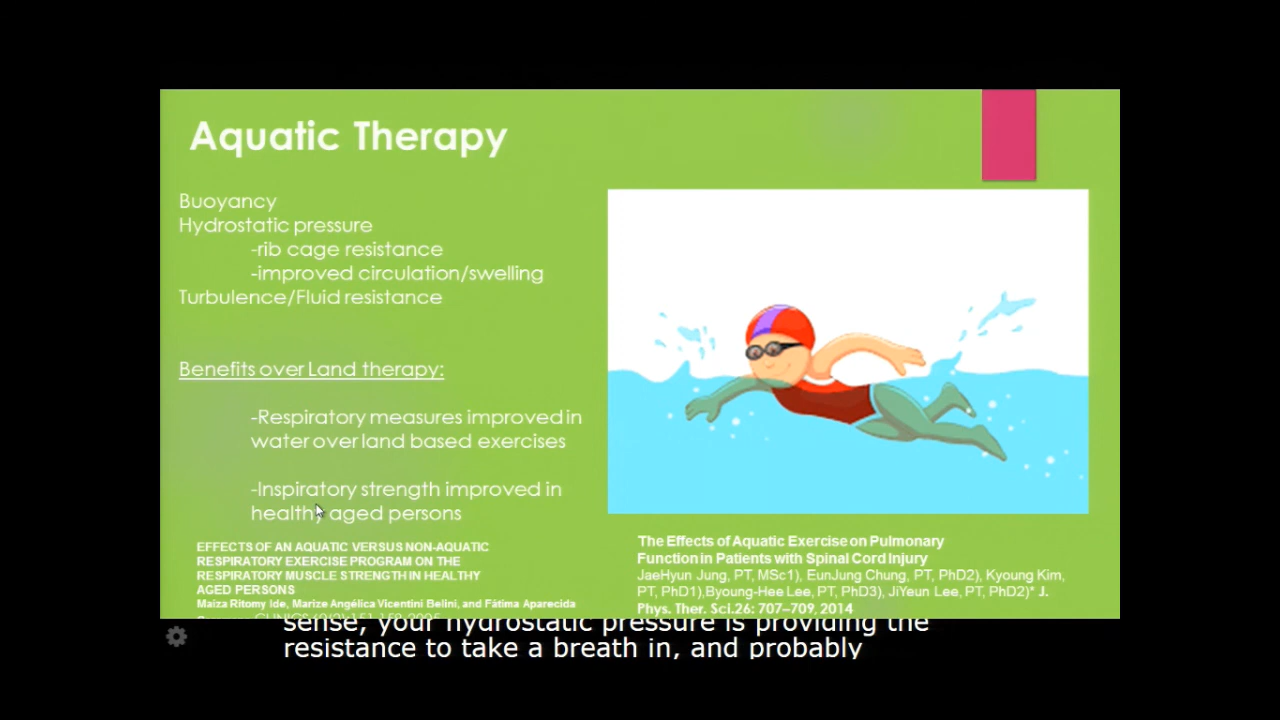 Aquatic Therapy
Buoyancy
Hydrostatic pressure
-rib cage resistance
-improved circulation/swelling
Turbulence/Fluid resistance
Benefits over Land therapy:
-Respiratory measures improved in
water over land based exercises
-Inspiratory strength improved in
healthy aged persons
EFFECTS OF AN AQUATIC VERSUS NON-AQUATIC
RESPIRATORY EXERCISE PROGRAM ON THE
RESPIRATORY MUSCLE STRENGTH IN HEALTHY
AGED PERSONS
Maiza Ritomy Ide, Marize Angélica Vicentini Belini, and Fátima Aparecida
The Effects of Aquatic Exercise on Pulmonary
Function in Patients with Spinal Cord Injury
JaeHyun Jung, PT, MSc1), EunJung Chung, PT, PhD2), Kyoung Kim,
PT, PhD1),Byoung-Hee Lee, PT, PhD3), JiYeun Lee, PT, PhD2)* J.
Phys. Ther. Sci.26: 707–709, 2014
sense, your hydrostatic pressure is providing the
resistance to take a breath in, and probably